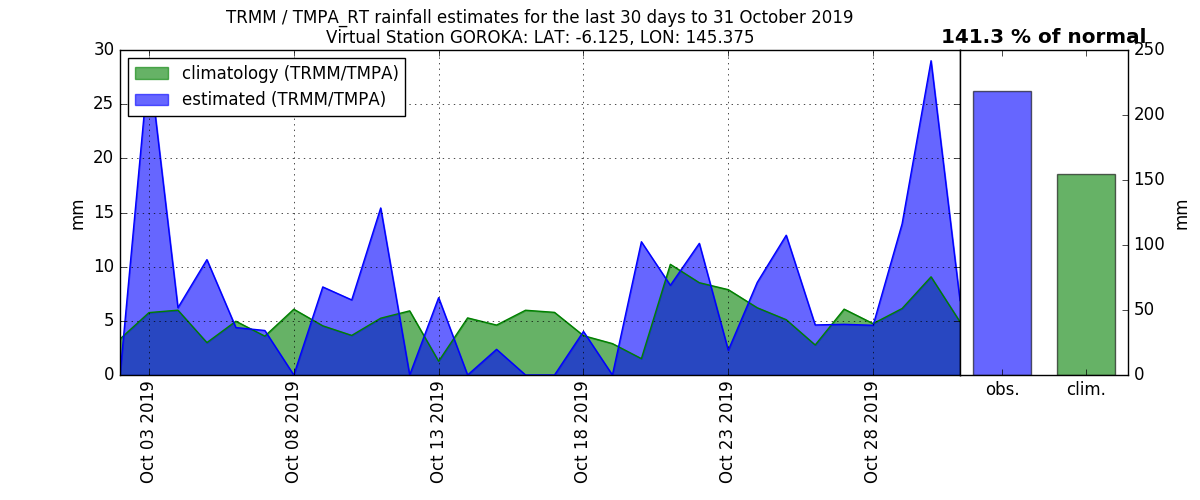 TRMM / TMPA_RT rainfall estimates for the last 30 days to 31 October 2019
Virtual Station GOROKA: LAT: -6.125, LON: 145.375
141.3 % of normal
climatology (TRMM/TMPA)
estimated (TRMM/TMPA)
30
25
20
15
10
5
0
mm
Oct 03 2019
Oct 08 2019
Oct 13 2019
Oct 18 2019
Oct 23 2019
Oct 28 2019
obs.
clim.
250
200
150
100
50
0
mm